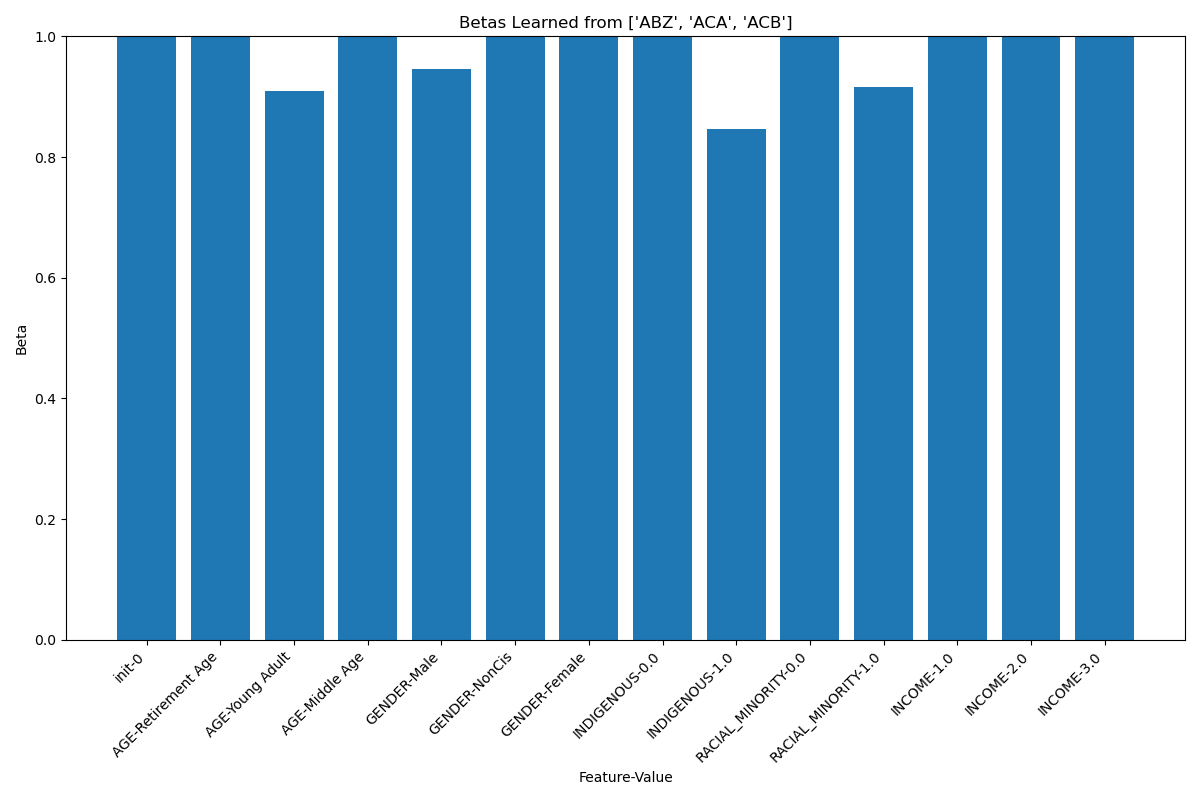 Betas Learned from ['ABZ', 'ACA', 'ACB']
1.0
0.8
0.6
0.4
0.2
0.0
Beta
init-0
AGE-Retirement Age
AGE-Young Adult
AGE-Middle Age
GENDER-Male
GENDER-NonCis
GENDER-Female
INDIGENOUS-0.0
INDIGENOUS-1.0
RACIAL_MINORITY-0.0
RACIAL_MINORITY-1.0
INCOME-1.0
INCOME-2.0
INCOME-3.0
Feature-Value